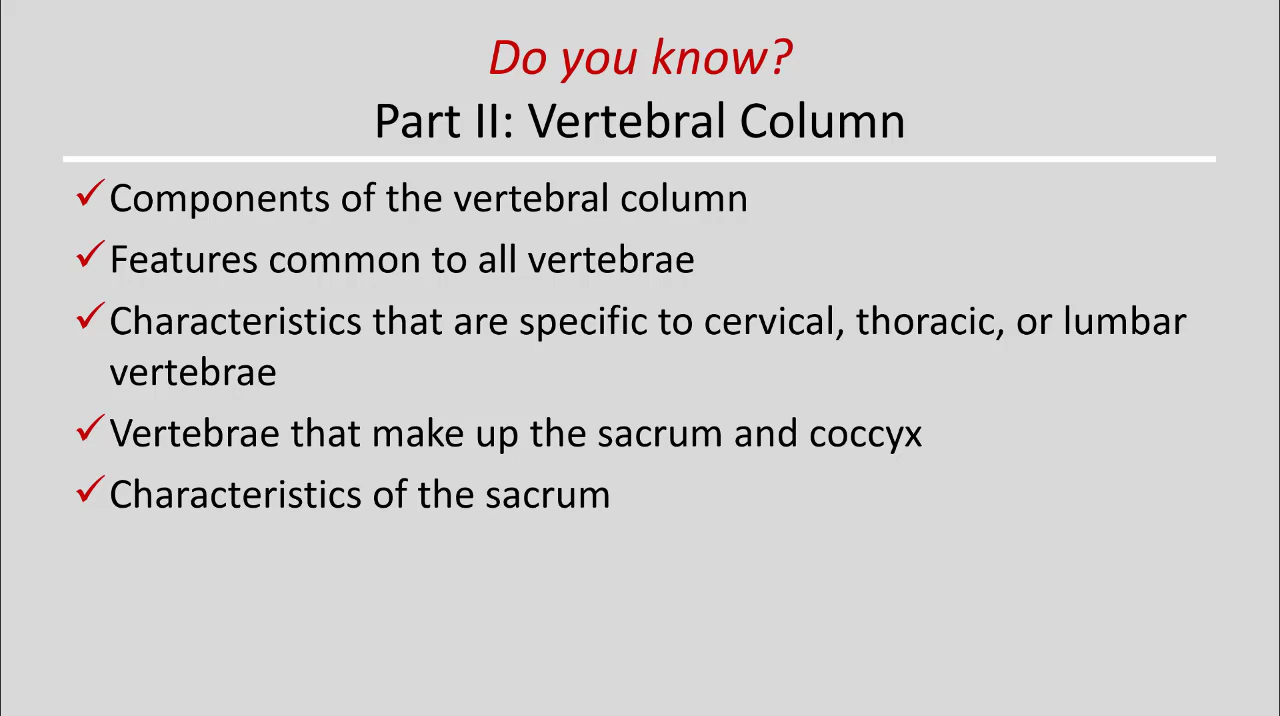 Do you know?
Part II: Vertebral Column
✓Components of the vertebral column
✓Features common to all vertebrae
✓Characteristics that are specific to cervical, thoracic, or lumbar
vertebrae
✓Vertebrae that make up the sacrum and coccyx
✓Characteristics of the sacrum